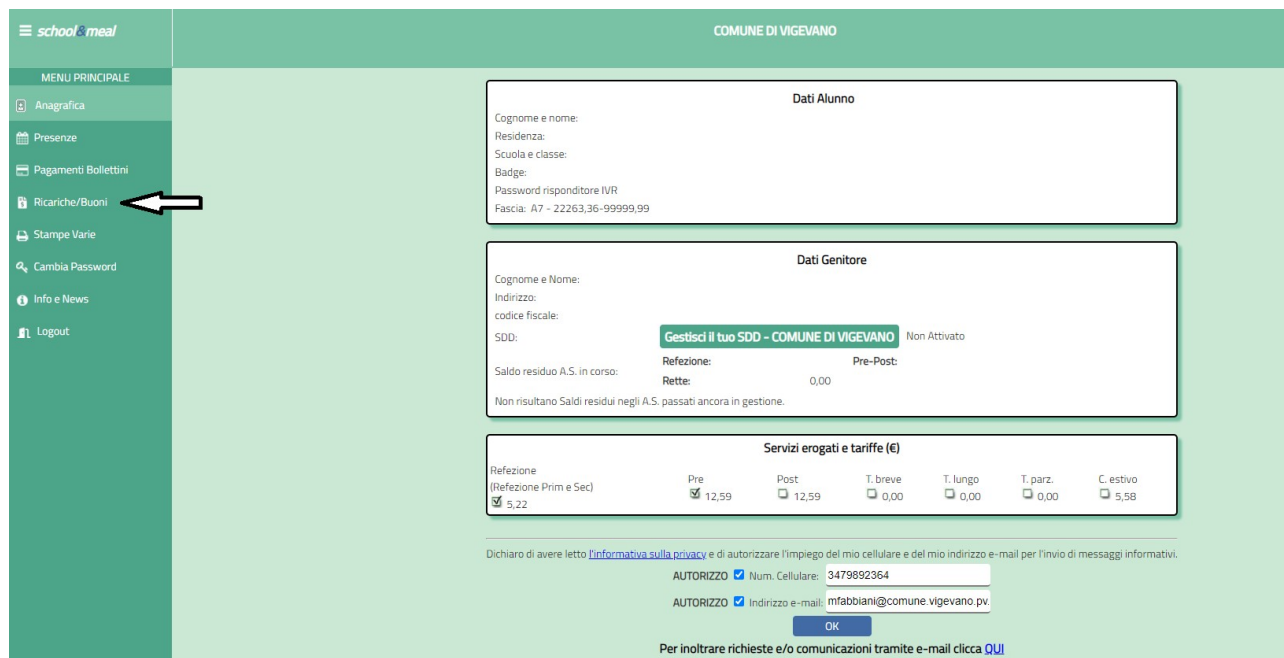 school&meal
COMUNE DI VIGEVANO
MENU PRINCIPALE
Anagrafica
Presenze
Pagamenti Bollettini
Ricariche/Buoni
Stampe Varie
Cambia Password
Info e News
Logout
Dati Alunno
Cognome e nome:
Residenza:
Scuola e classe:
Badge:
Password risponditore IVR
Fascia: A7 - 22263,36-99999,99
Dati Genitore
Cognome e Nome:
Indirizzo:
codice fiscale:
SDD: Gestisci il tuo SDD - COMUNE DI VIGEVANO Non Attivato
Saldo residuo A.S. in corso: Refezione: Pre-Post:
Rette: 0,00
Non risultano Saldi residui negli A.S. passati ancora in gestione.
Servizi erogati e tariffe (€)
Refezione
(Refezione Prim e Sec) Pre Post T. breve T. lungo T. parz. C. estivo
5,22 12,59 12,59 0,00 0,00 0,00 5,58
Dichiaro di avere letto l'informativa sulla privacy e di autorizzare l'impiego del mio cellulare e del mio indirizzo e-mail per l'invio di messaggi informativi.
AUTORIZZO Num. Cellulare: 3479892364
AUTORIZZO Indirizzo e-mail: mfabbiani@comune.vigevano.pv.
OK
Per inoltrare richieste e/o comunicazioni tramite e-mail clicca QUI